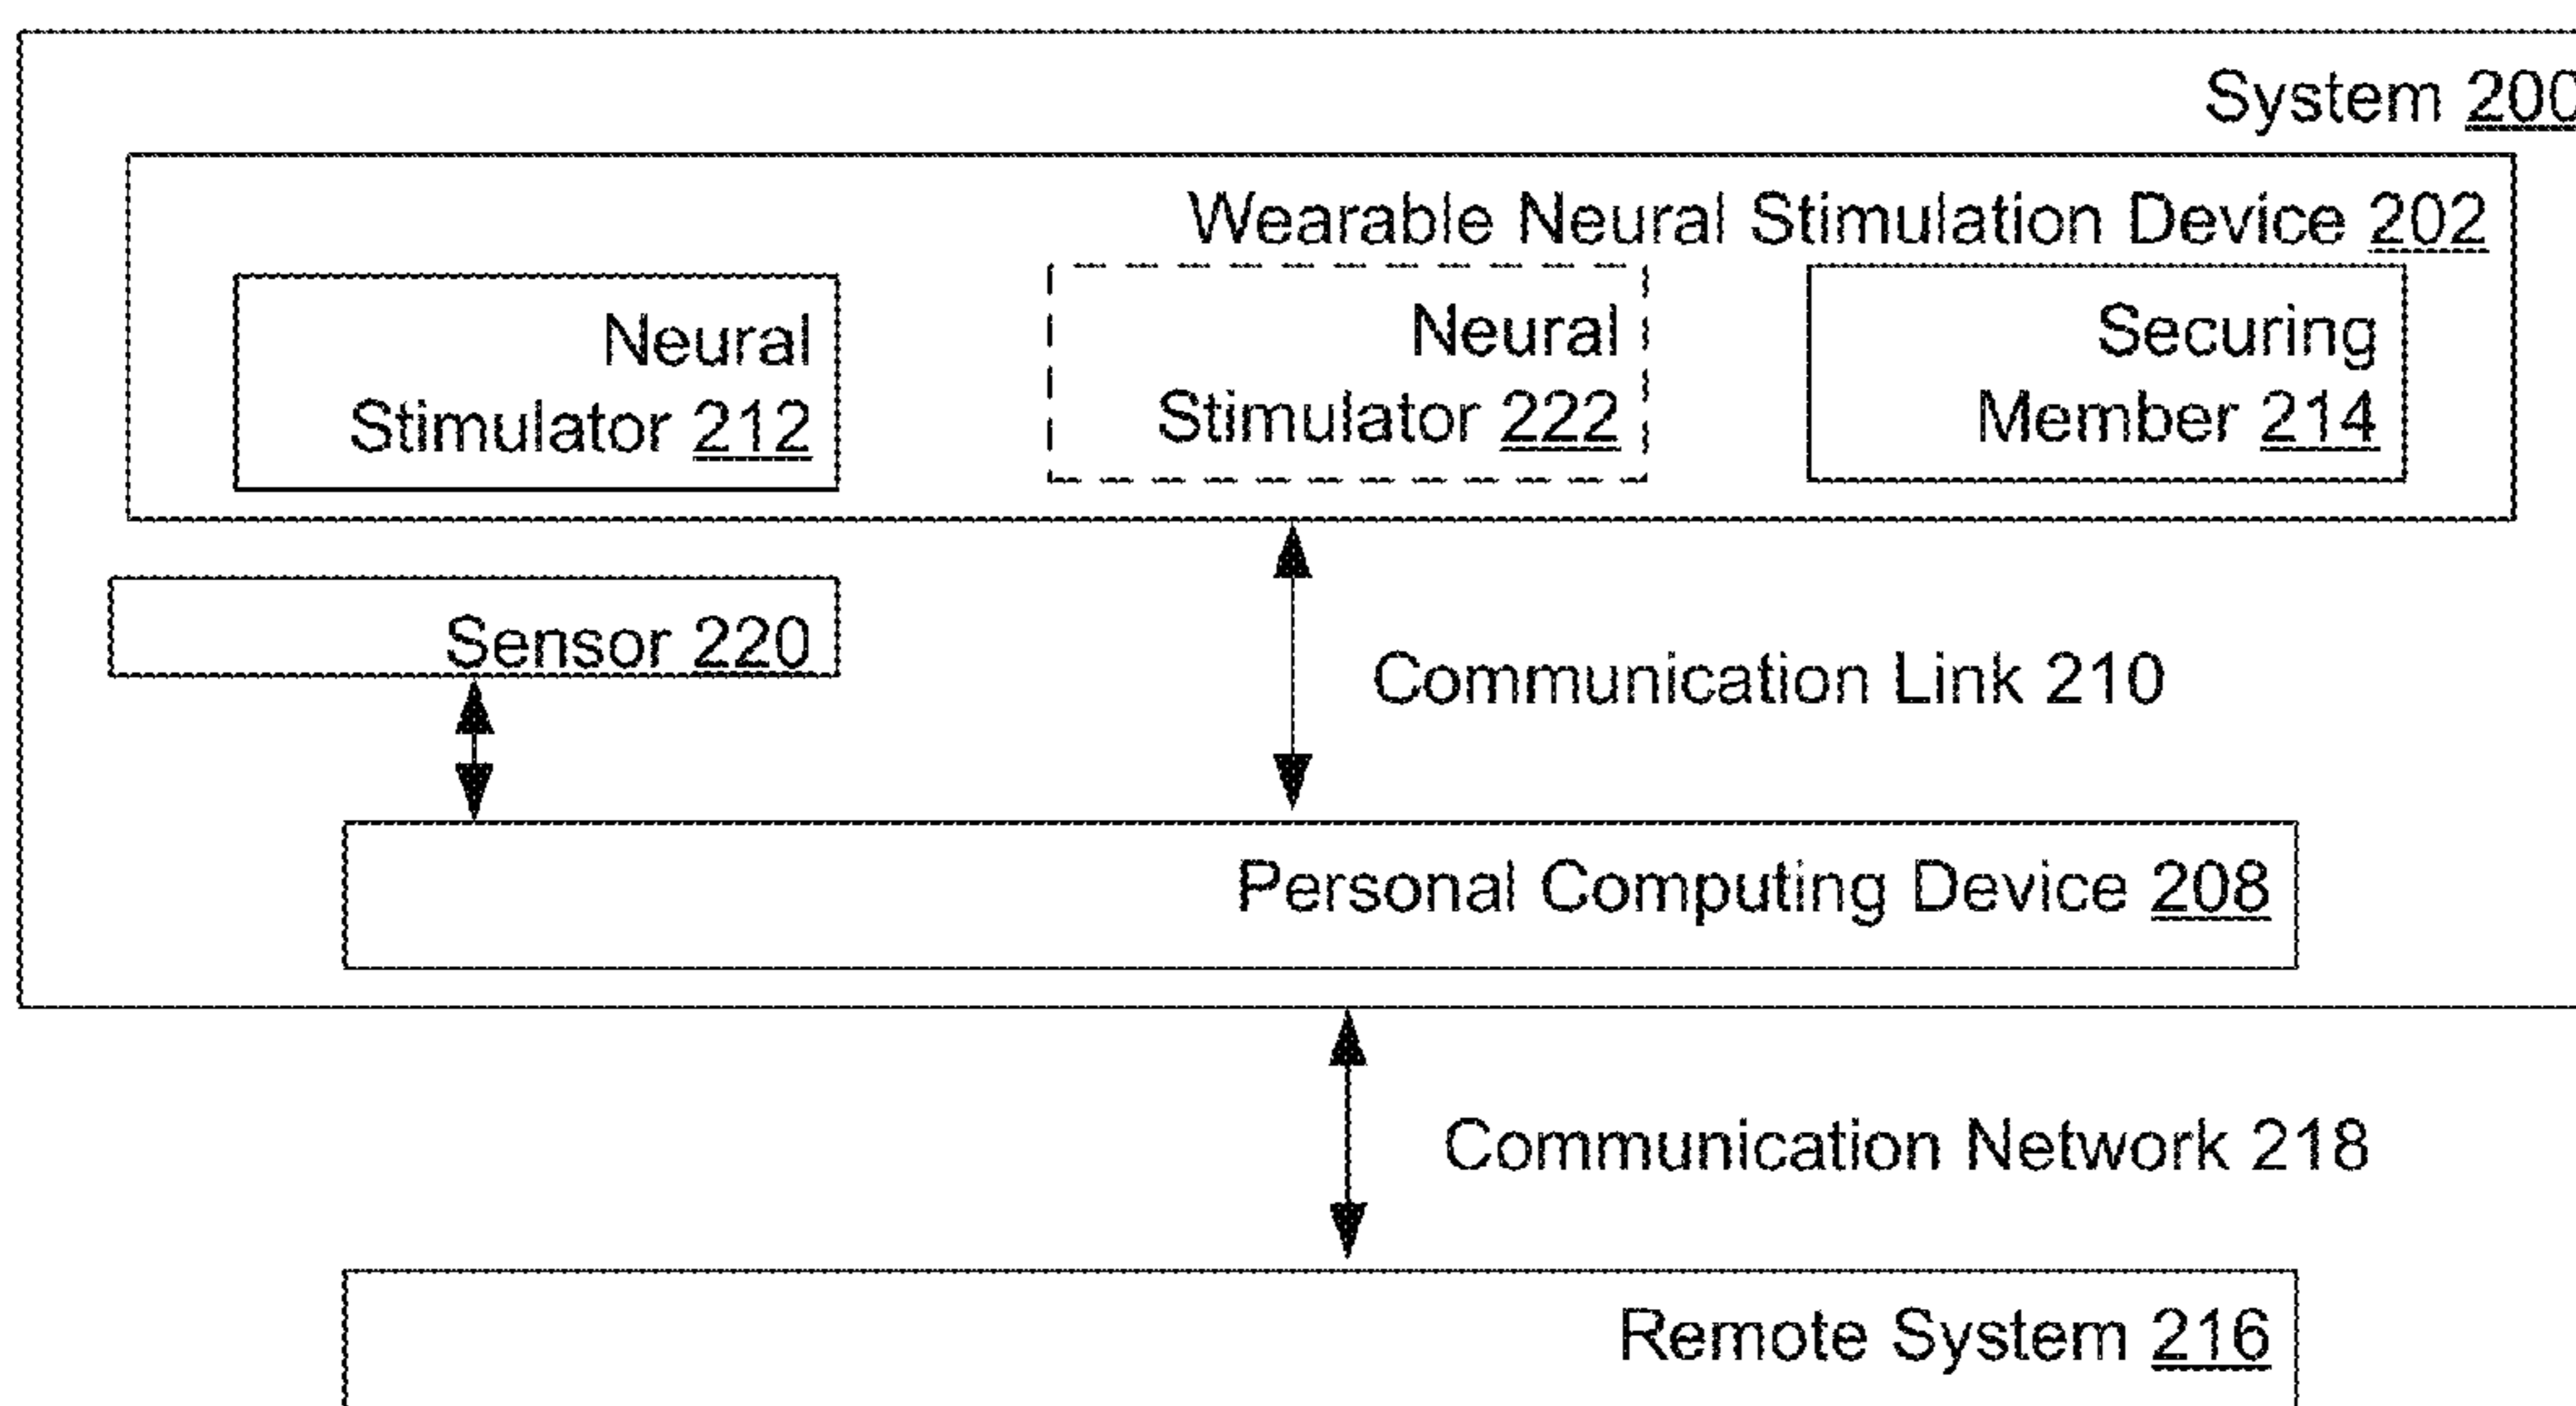 System 200
Wearable Neural Stimulation Device 202
Neural
Stimulator 212
Neural
Stimulator 222
Securing
Member 214
Sensor 220
Communication Link 210
Personal Computing Device 208
Communication Network 218
Remote System 216